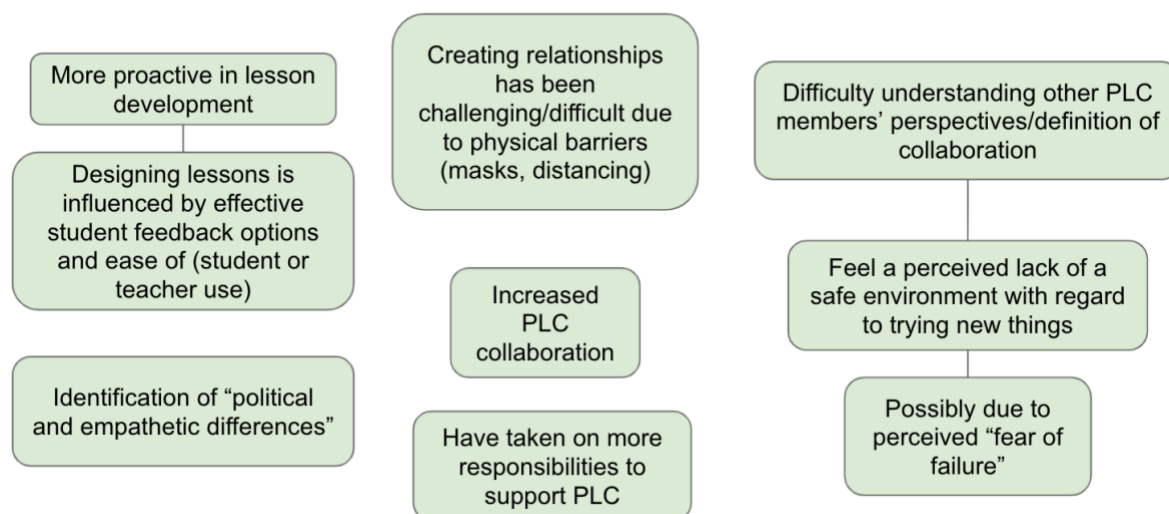 More proactive in lesson
development
Designing lessons is
influenced by effective
student feedback options
and ease of (student or
teacher use)
Identification of “political
and empathetic differences”
Creating relationships
has been
challenging/difficult due
to physical barriers
(masks, distancing)
Increased
PLC
collaboration
Have taken on more
responsibilities to
support PLC
Difficulty understanding other PLC
members’ perspectives/definition of
collaboration
Feel a perceived lack of a
safe environment with regard
to trying new things
Possibly due to
perceived “fear of
failure”